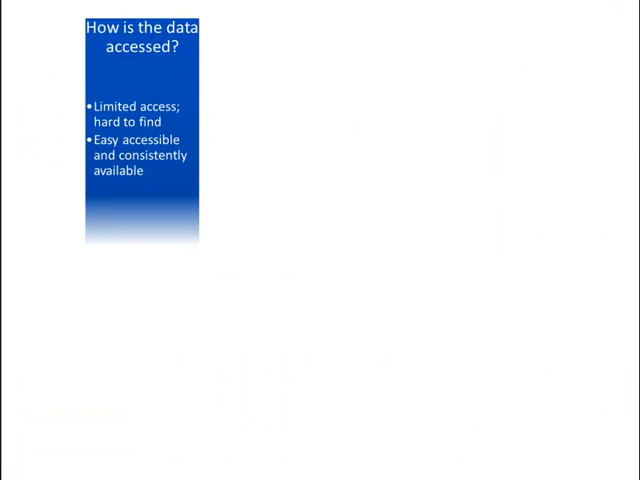 How is the data
accessed?
•Limited access;
hard to find
•Easy accessible
and consistently
available